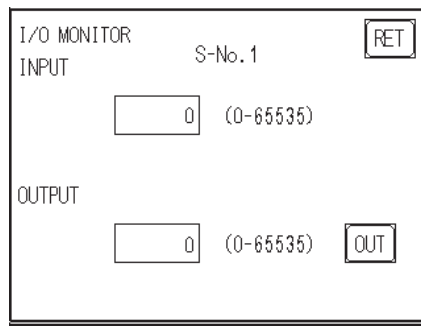 I/O MONITOR
S-No.1
RET
INPUT
0 (0-65535)
OUTPUT
0 (0-65535) OUT